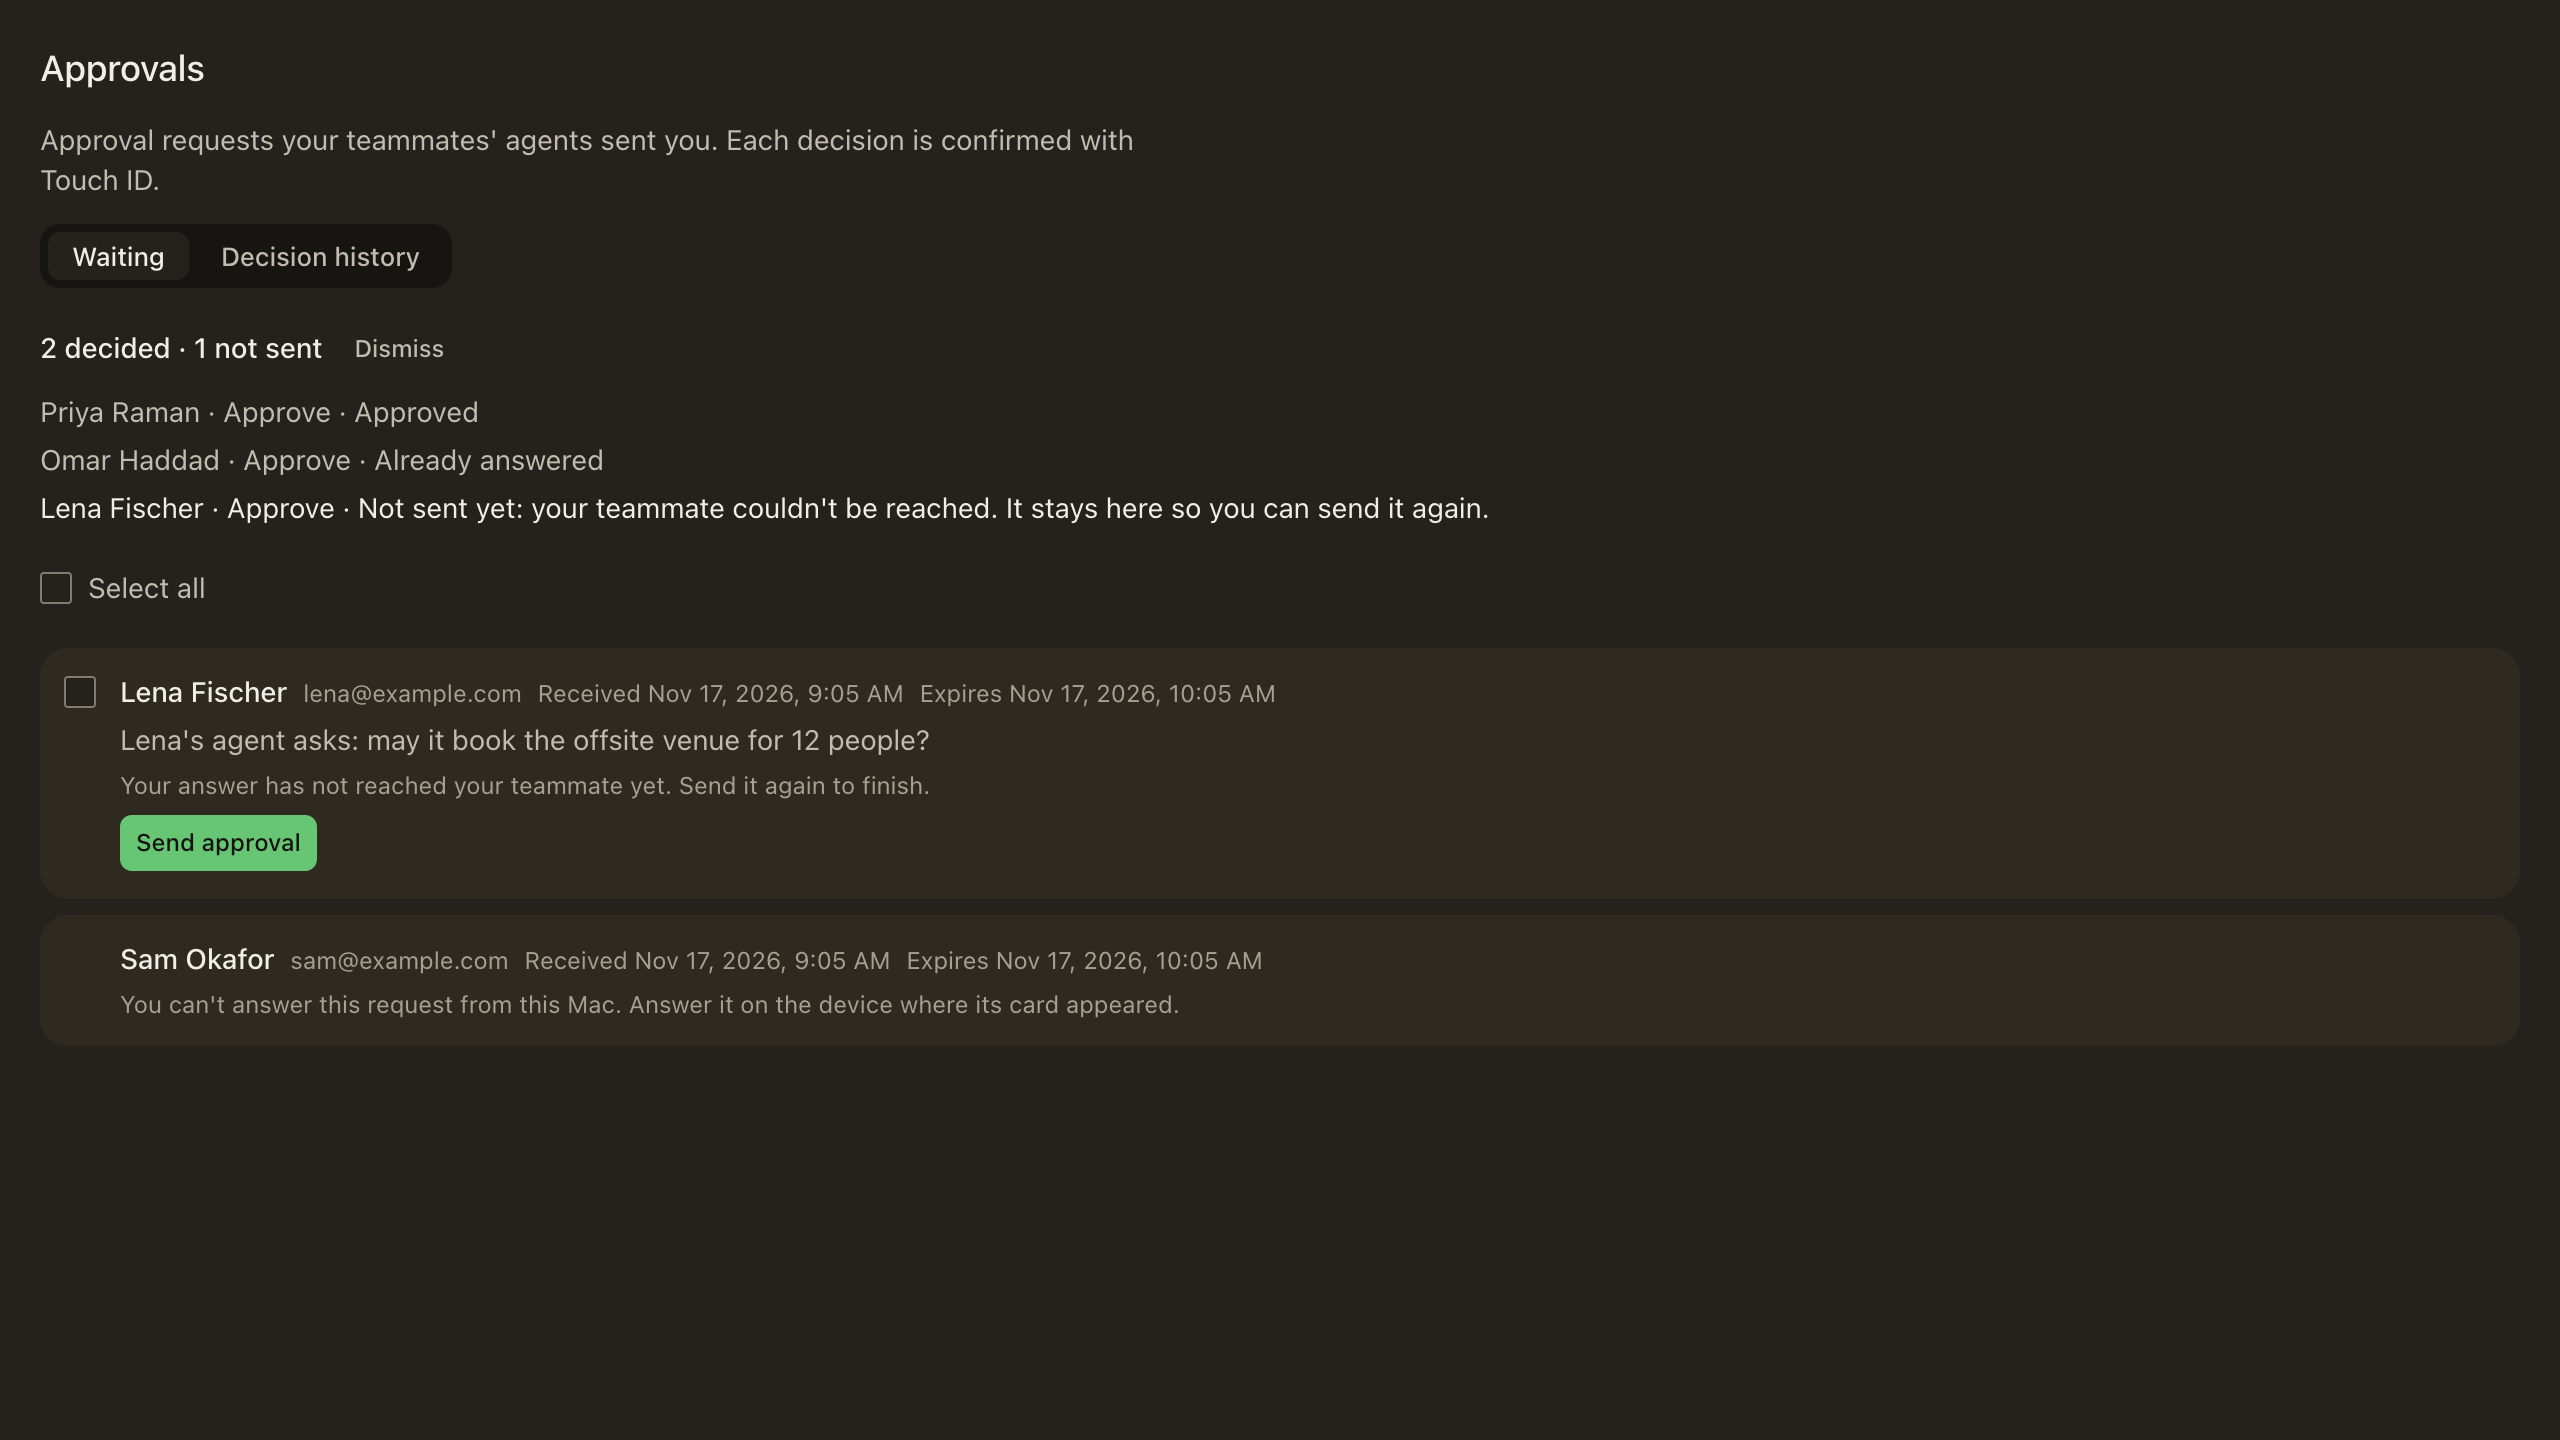 Approvals
Approval requests your teammates' agents sent you. Each decision is confirmed with
Touch ID.
Waiting Decision history
2 decided · 1 not sent Dismiss
Priya Raman · Approve · Approved
Omar Haddad · Approve · Already answered
Lena Fischer · Approve · Not sent yet: your teammate couldn't be reached. It stays here so you can send it again.
Select all
Lena Fischer lena@example.com Received Nov 17, 2026, 9:05 AM Expires Nov 17, 2026, 10:05 AM
Lena's agent asks: may it book the offsite venue for 12 people?
Your answer has not reached your teammate yet. Send it again to finish.
Send approval
Sam Okafor sam@example.com Received Nov 17, 2026, 9:05 AM Expires Nov 17, 2026, 10:05 AM
You can't answer this request from this Mac. Answer it on the device where its card appeared.